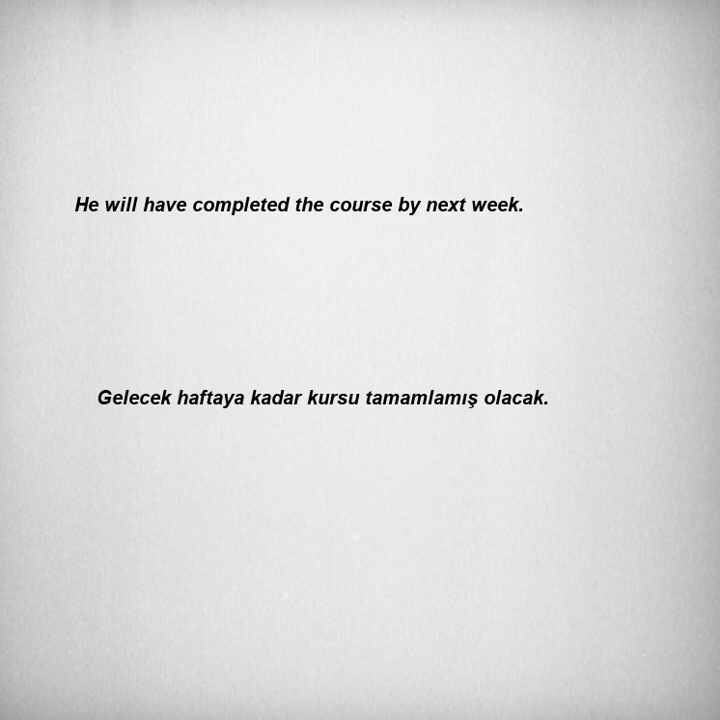 He will have completed the course by next week.
Gelecek haftaya kadar kursu tamamlamış olacak.